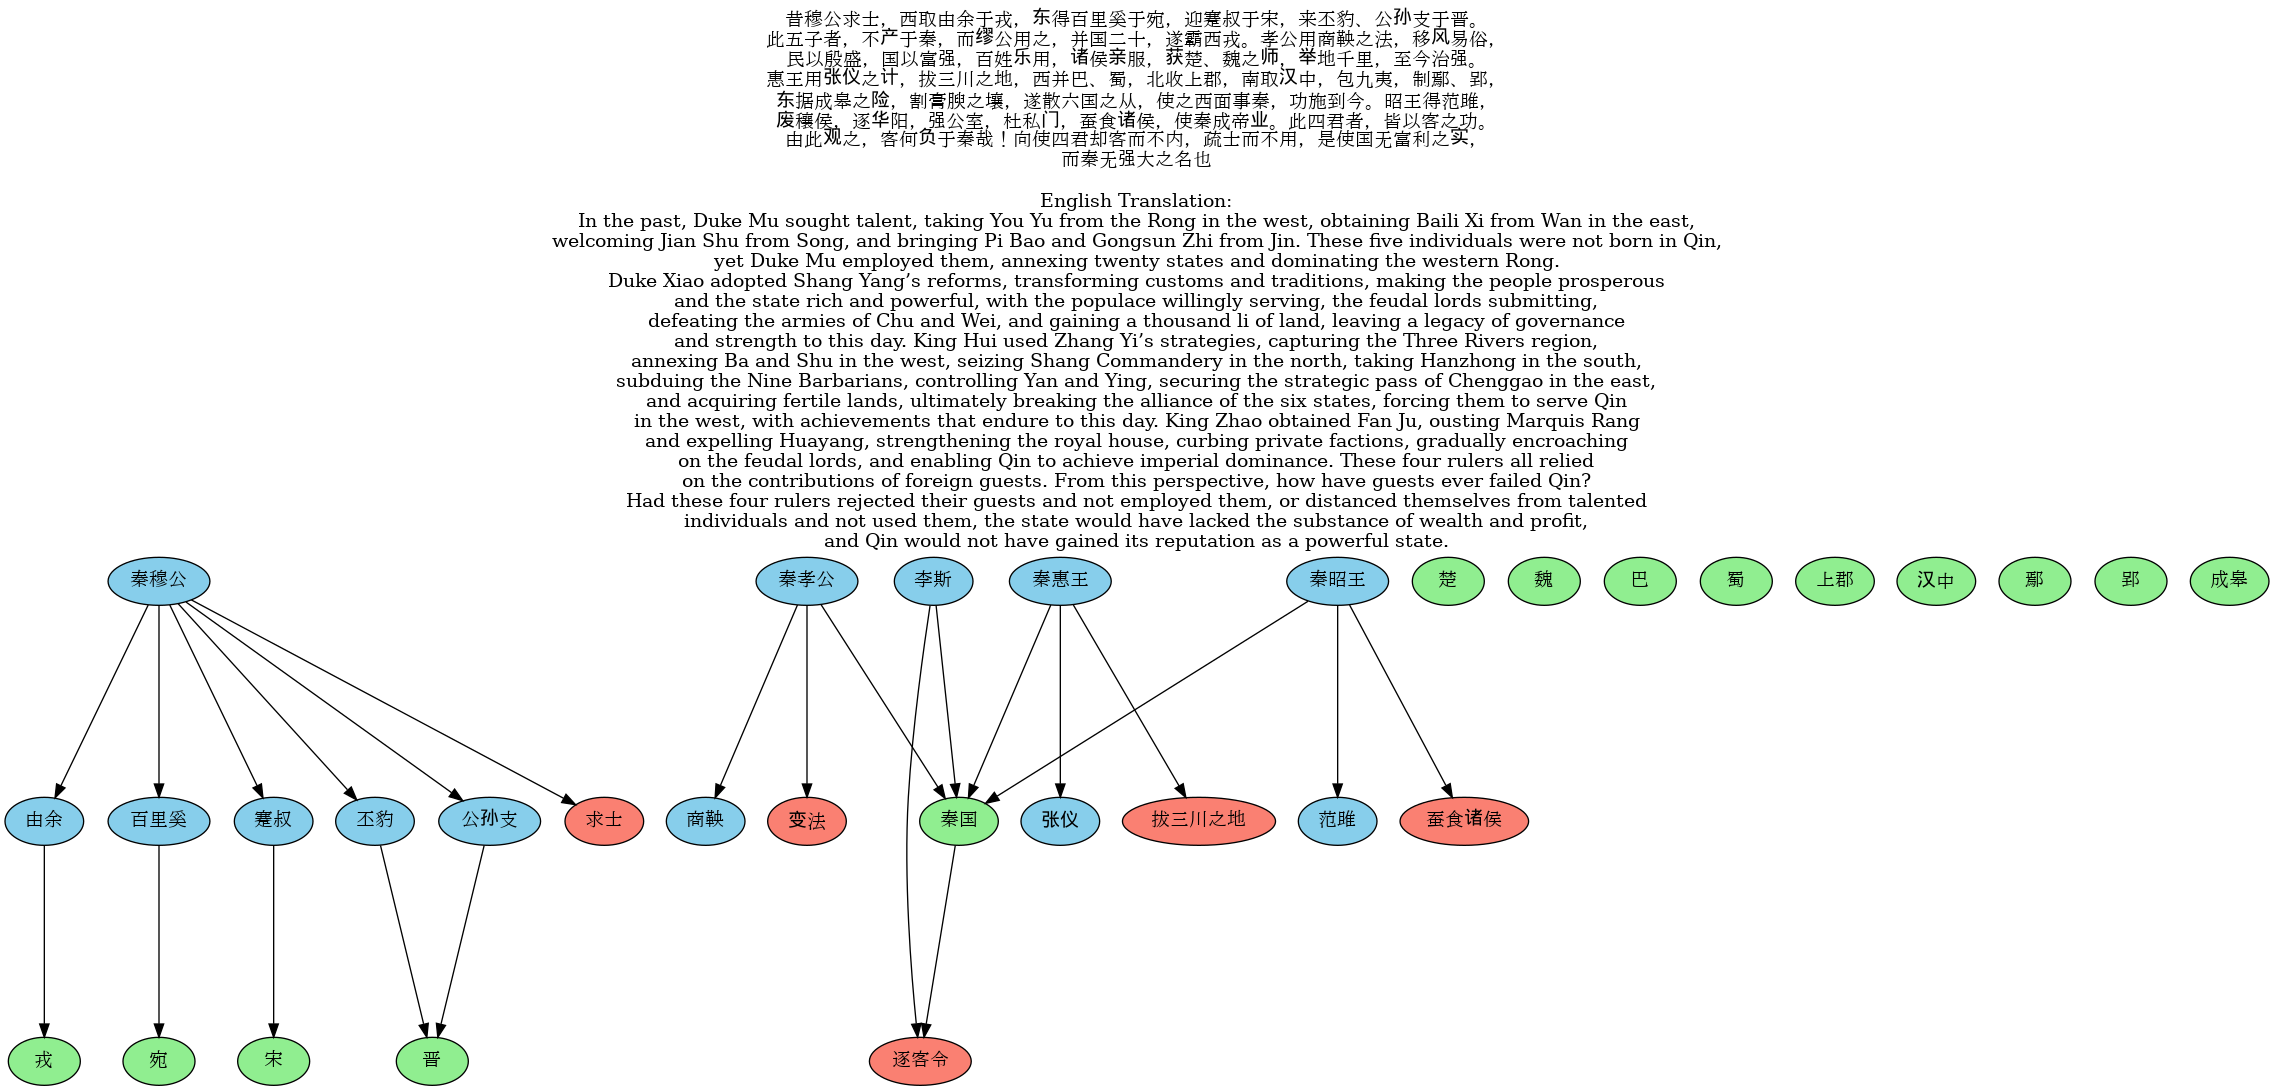 昔穆公求士，西取由余于戎，东得百里奚于宛，迎蹇叔于宋，来丕豹、公孙支于晋。
此五子者，不产于秦，而缪公用之，并国二十，遂霸西戎。孝公用商鞅之法，移风易俗，
民以殷盛，国以富强，百姓乐用，诸侯亲服，获楚、魏之师，举地千里，至今治强。
惠王用张仪之计，拔三川之地，西并巴、蜀，北收上郡，南取汉中，包九夷，制鄢、郢，
东据成皋之险，割膏腴之壤，遂散六国之从，使之西面事秦，功施到今。昭王得范雎，
废穰侯，逐华阳，强公室，杜私门，蚕食诸侯，使秦成帝业。此四君者，皆以客之功。
由此观之，客何负于秦哉！向使四君却客而不内，疏士而不用，是使国无富利之实，
而秦无强大之名也
English Translation:
In the past, Duke Mu sought talent, taking You Yu from the Rong in the west, obtaining Baili Xi from Wan in the east,
welcoming Jian Shu from Song, and bringing Pi Bao and Gongsun Zhi from Jin. These five individuals were not born in Qin,
yet Duke Mu employed them, annexing twenty states and dominating the western Rong.
Duke Xiao adopted Shang Yang’s reforms, transforming customs and traditions, making the people prosperous
and the state rich and powerful, with the populace willingly serving, the feudal lords submitting,
defeating the armies of Chu and Wei, and gaining a thousand li of land, leaving a legacy of governance
and strength to this day. King Hui used Zhang Yi’s strategies, capturing the Three Rivers region,
annexing Ba and Shu in the west, seizing Shang Commandery in the north, taking Hanzhong in the south,
subduing the Nine Barbarians, controlling Yan and Ying, securing the strategic pass of Chenggao in the east,
and acquiring fertile lands, ultimately breaking the alliance of the six states, forcing them to serve Qin
in the west, with achievements that endure to this day. King Zhao obtained Fan Ju, ousting Marquis Rang
and expelling Huayang, strengthening the royal house, curbing private factions, gradually encroaching
on the feudal lords, and enabling Qin to achieve imperial dominance. These four rulers all relied
on the contributions of foreign guests. From this perspective, how have guests ever failed Qin?
Had these four rulers rejected their guests and not employed them, or distanced themselves from talented
individuals and not used them, the state would have lacked the substance of wealth and profit,
and Qin would not have gained its reputation as a powerful state.
秦穆公
秦孝公
李斯
秦惠王
秦昭王
楚
魏
巴
蜀
上郡
汉中
鄢
郢
成皋
由余
百里奚
蹇叔
丕豹
公孙支
求士
商鞅
变法
秦国
张仪
拔三川之地
范雎
蚕食诸侯
戎
宛
宋
晋
逐客令